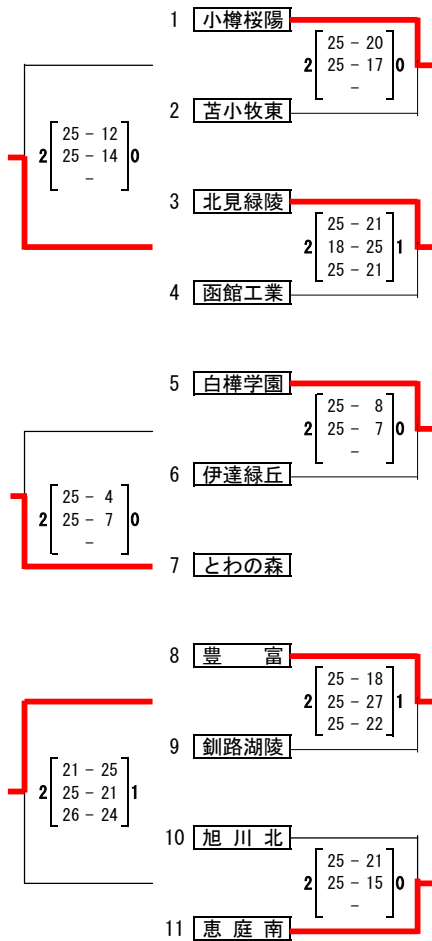 1 小樽桜陽
25 - 20
2 25 - 17 0
-
2 苫小牧東
25 - 12
2 25 - 14 0
-
3 北見緑陵
25 - 21
2 18 - 25 1
25 - 21
4 函館工業
5 白樺学園
25 - 8
2 25 - 7 0
-
6 伊達緑丘
25 - 4
2 25 - 7 0
-
7 とわの森
8 豊 富
25 - 18
2 25 - 27 1
25 - 22
9 釧路湖陵
21 - 25
2 25 - 21 1
26 - 24
10 旭 川 北
25 - 21
2 25 - 15 0
-
11 恵 庭 南